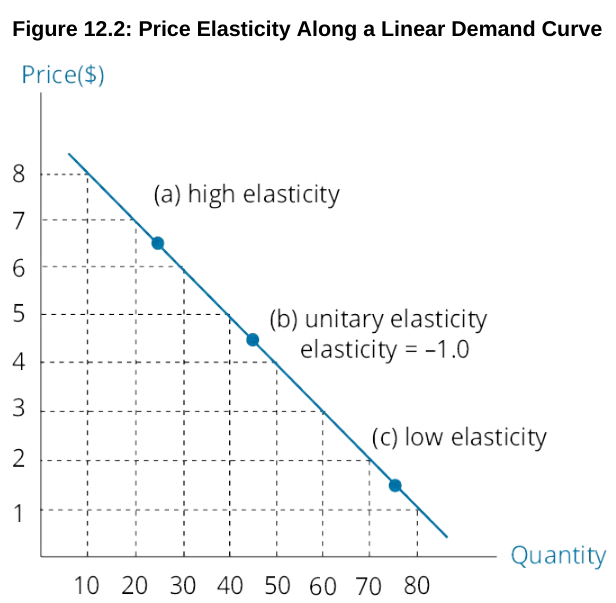 Figure 12.2: Price Elasticity Along a Linear Demand Curve
Price($)
8
(a) high elasticity
7
6
5
(b) unitary elasticity
elasticity = –1.0
4
3
(c) low elasticity
2
1
Quantity
10 20 30 40 50 60 70 80